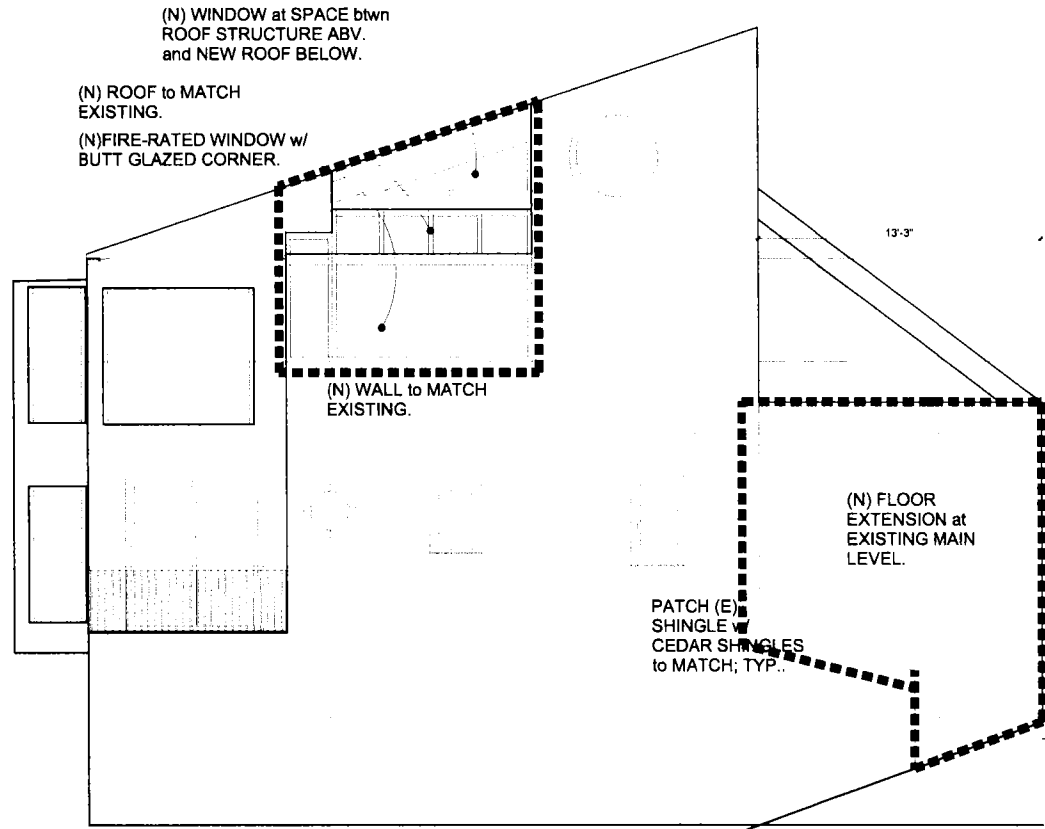 (N) WINDOW at SPACE btwn
ROOF STRUCTURE ABV.
and NEW ROOF BELOW.
(N) ROOF to MATCH
EXISTING.
(N)FIRE-RATED WINDOW w/
BUTT GLAZED CORNER.
13'-3"
(N) WALL to MATCH
EXISTING.
(N) FLOOR
EXTENSION at
EXISTING MAIN
LEVEL.
PATCH (E)
SHINGLE w/
CEDAR SHINGLES
to MATCH; TYP..